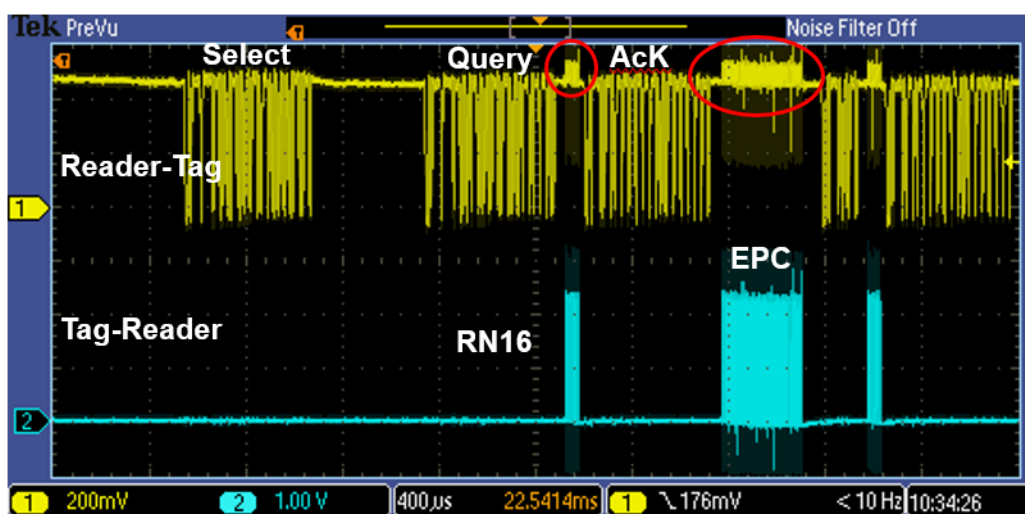 Tek PreVu
Noise Filter Off
T
T
Select
Query
AcK
Reader-Tag
1
EPC
Tag-Reader
RN16
2
1 200mV 2 1.00 V 400µs 22.5414ms 1 176mV < 10 Hz 10:34:26